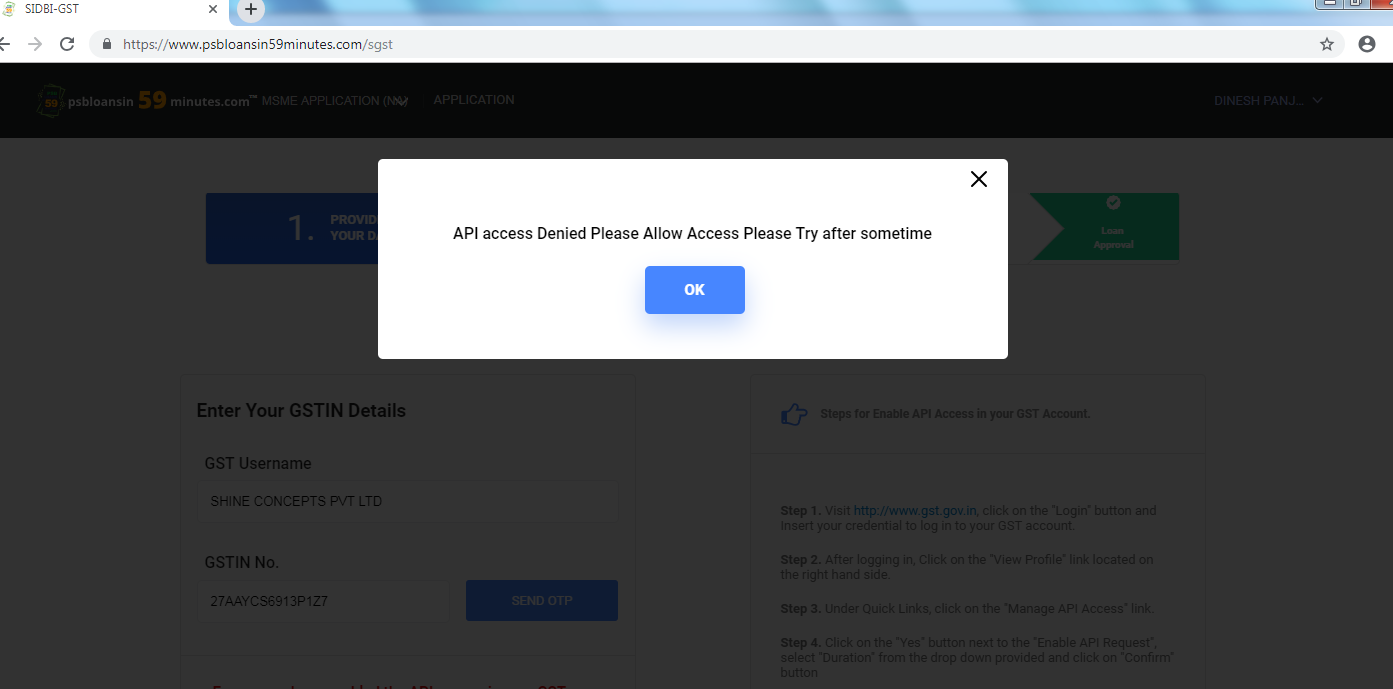 SIDBI-GST
https://www.psbloansin59minutes.com/sgst
59 psbloansin 59 minutes.com™ MSME APPLICATION (NA) APPLICATION DINESH PANJ...
1. PROVID
YOUR DA
Loan
Approval
API access Denied Please Allow Access Please Try after sometime
OK
Enter Your GSTIN Details
GST Username
SHINE CONCEPTS PVT LTD
GSTIN No.
27AAYCS6913P1Z7
SEND OTP
Steps for Enable API Access in your GST Account.
Step 1. Visit http://www.gst.gov.in, click on the "Login" button and
Insert your credential to log in to your GST account.
Step 2. After logging in, Click on the "View Profile" link located on
the right hand side.
Step 3. Under Quick Links, click on the "Manage API Access" link.
Step 4. Click on the "Yes" button next to the "Enable API Request",
select "Duration" from the drop down provided and click on "Confirm"
button